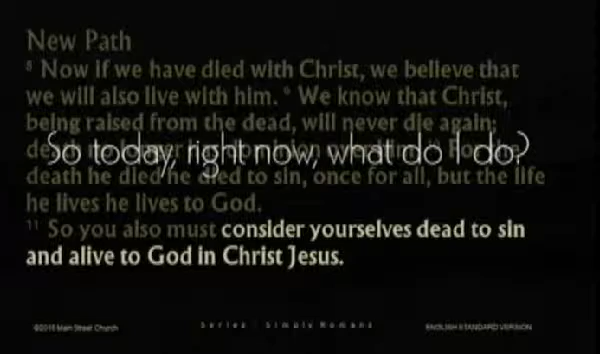 New Path
8 Now if we have died with Christ, we believe that
we will also live with him. 9 We know that Christ,
being raised from the dead, will never die again;
So today, right now, what do I do?
death he died he died to sin, once for all, but the life
he lives he lives to God.
11 So you also must consider yourselves dead to sin
and alive to God in Christ Jesus.
©2015 Main Street Church
Series : Simply Romans
ENGLISH STANDARD VERSION